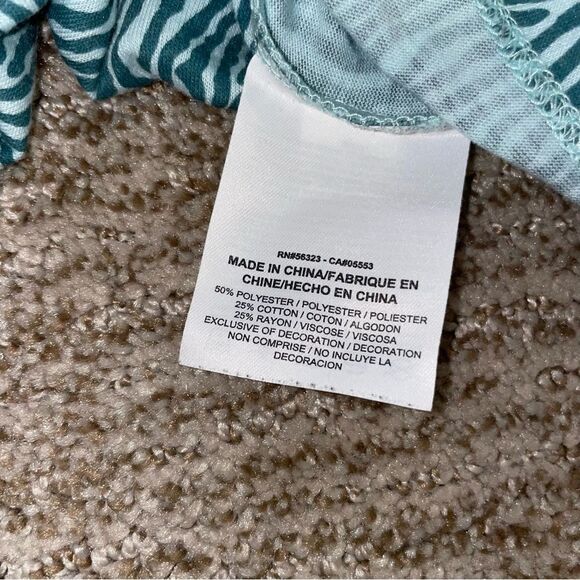 RN#56323 - CA#05553
MADE IN CHINA/FABRIQUE EN
CHINE/HECHO EN CHINA
50% POLYESTER / POLYESTER / POLIESTER
25% COTTON / COTON / ALGODON
25% RAYON / VISCOSE / VISCOSA
EXCLUSIVE OF DECORATION / DECORATION
NON COMPRISE / NO INCLUYE LA
DECORACION